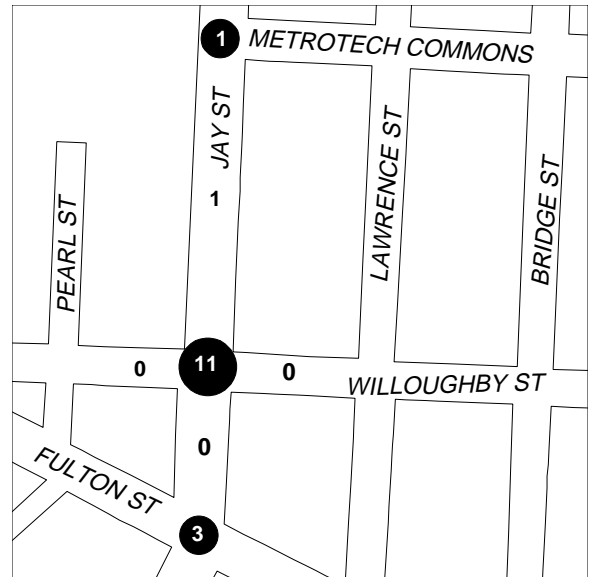 1
METROTECH COMMONS
JAY ST
LAWRENCE ST
BRIDGE ST
1
PEARL ST
0
11
0
WILLOUGHBY ST
0
FULTON ST
3